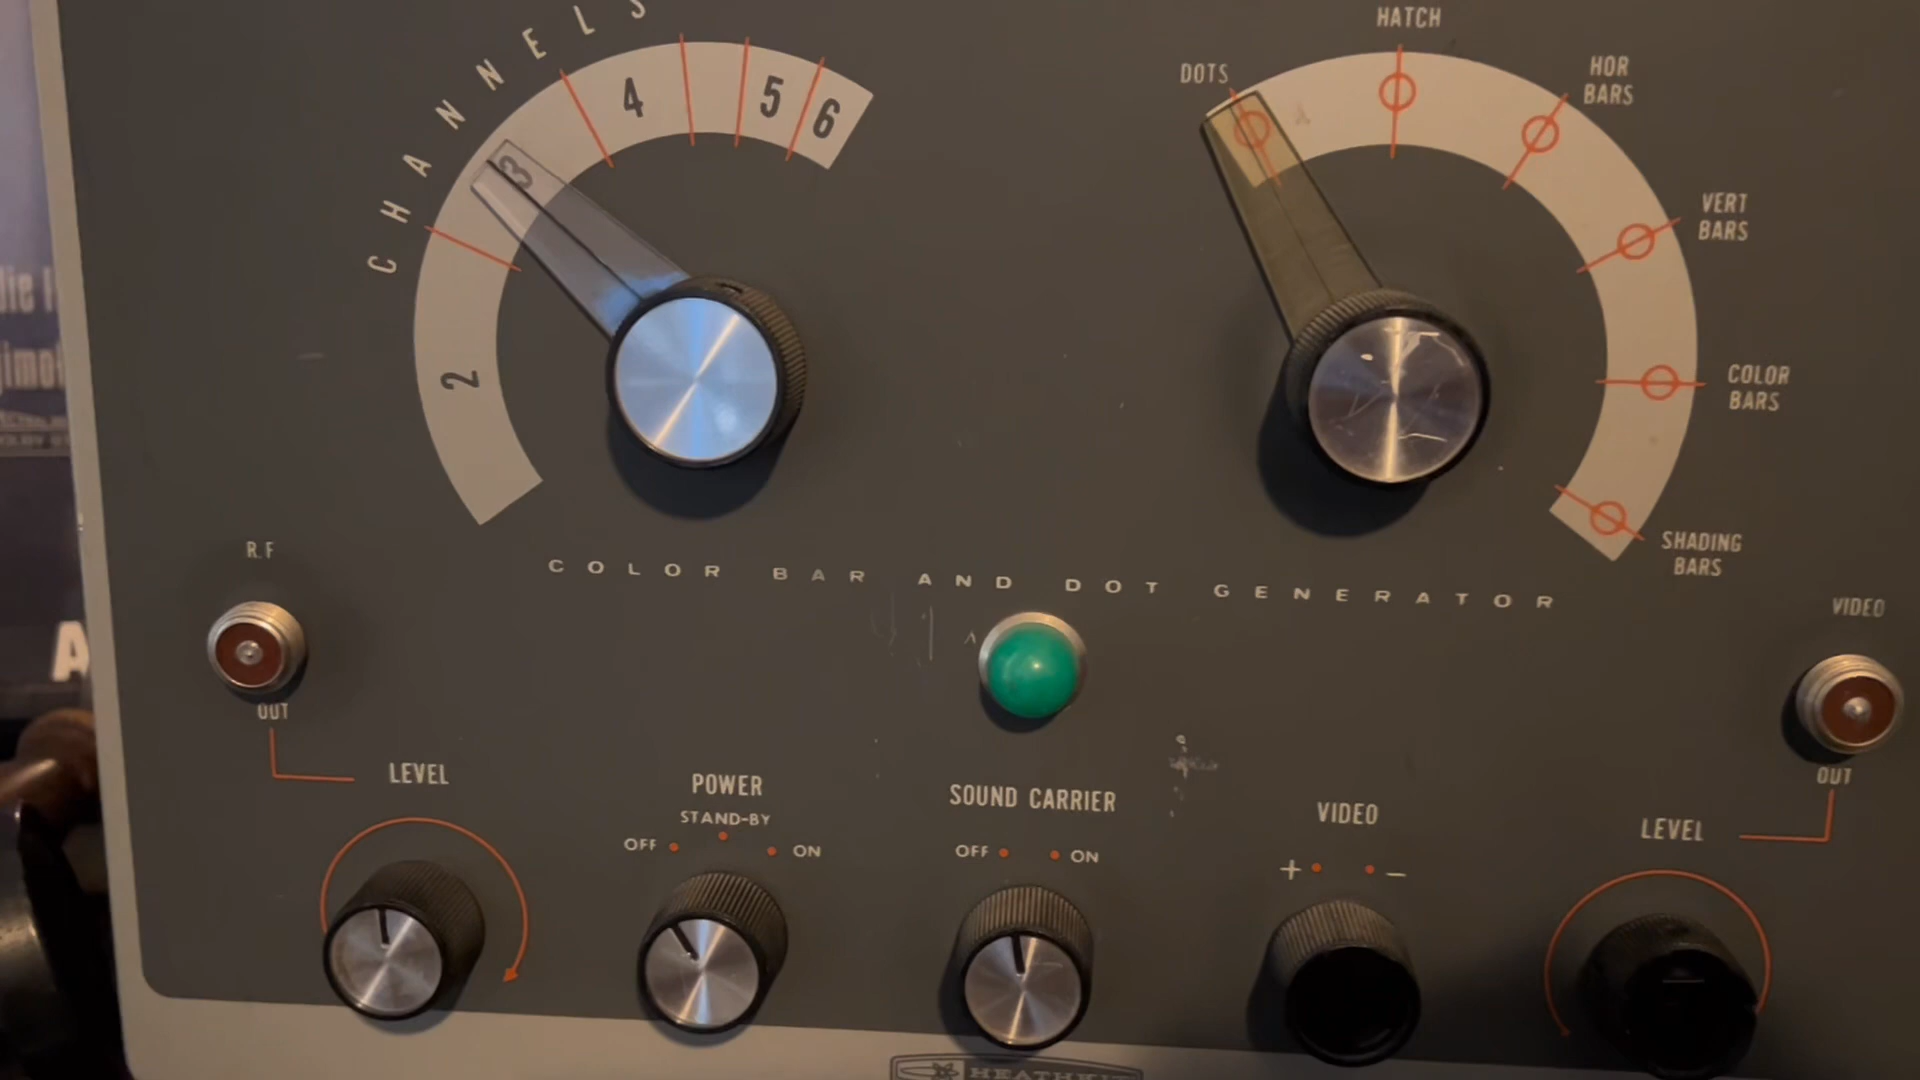 CHANNELS
2
3
4
5
6
DOTS
HATCH
HOR
BARS
VERT
BARS
COLOR
BARS
SHADING
BARS
COLOR BAR AND DOT GENERATOR
R.F
OUT
LEVEL
POWER
STAND-BY
OFF
ON
SOUND CARRIER
OFF
ON
VIDEO
+
−
VIDEO
OUT
LEVEL
HEATHKIT